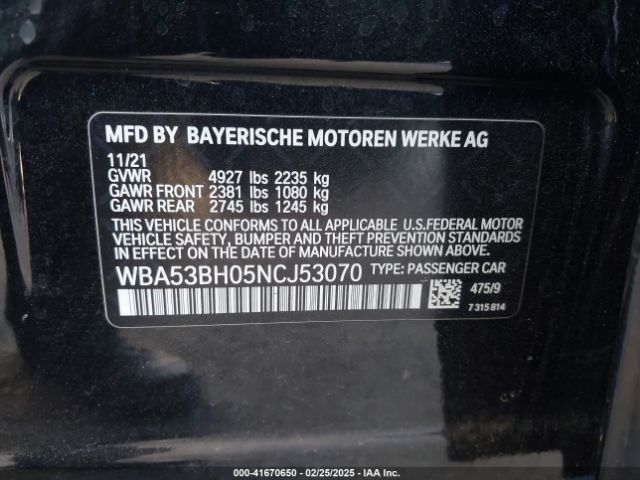 MFD BY BAYERISCHE MOTOREN WERKE AG
11/21
GVWR 4927 lbs 2235 kg
GAWR FRONT 2381 lbs 1080 kg
GAWR REAR 2745 lbs 1245 kg
THIS VEHICLE CONFORMS TO ALL APPLICABLE U.S.FEDERAL MOTOR
VEHICLE SAFETY, BUMPER AND THEFT PREVENTION STANDARDS
IN EFFECT ON THE DATE OF MANUFACTURE SHOWN ABOVE.
WBA53BH05NCJ53070 TYPE: PASSENGER CAR
475/9
7 315 814
000-41670650 - 02/25/2025 - IAA Inc.